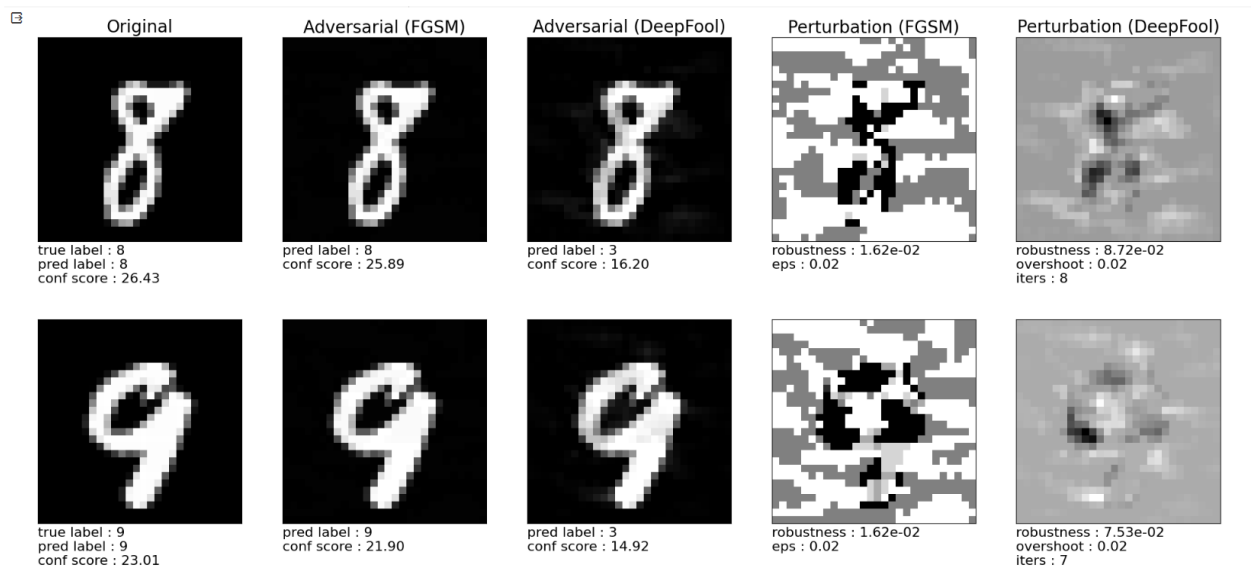 Original Adversarial (FGSM) Adversarial (DeepFool) Perturbation (FGSM) Perturbation (DeepFool)
true label : 8
pred label : 8
conf score : 26.43
pred label : 8
conf score : 25.89
pred label : 3
conf score : 16.20
robustness : 1.62e-02
eps : 0.02
robustness : 8.72e-02
overshoot : 0.02
iters : 8
true label : 9
pred label : 9
conf score : 23.01
pred label : 9
conf score : 21.90
pred label : 3
conf score : 14.92
robustness : 1.62e-02
eps : 0.02
robustness : 7.53e-02
overshoot : 0.02
iters : 7